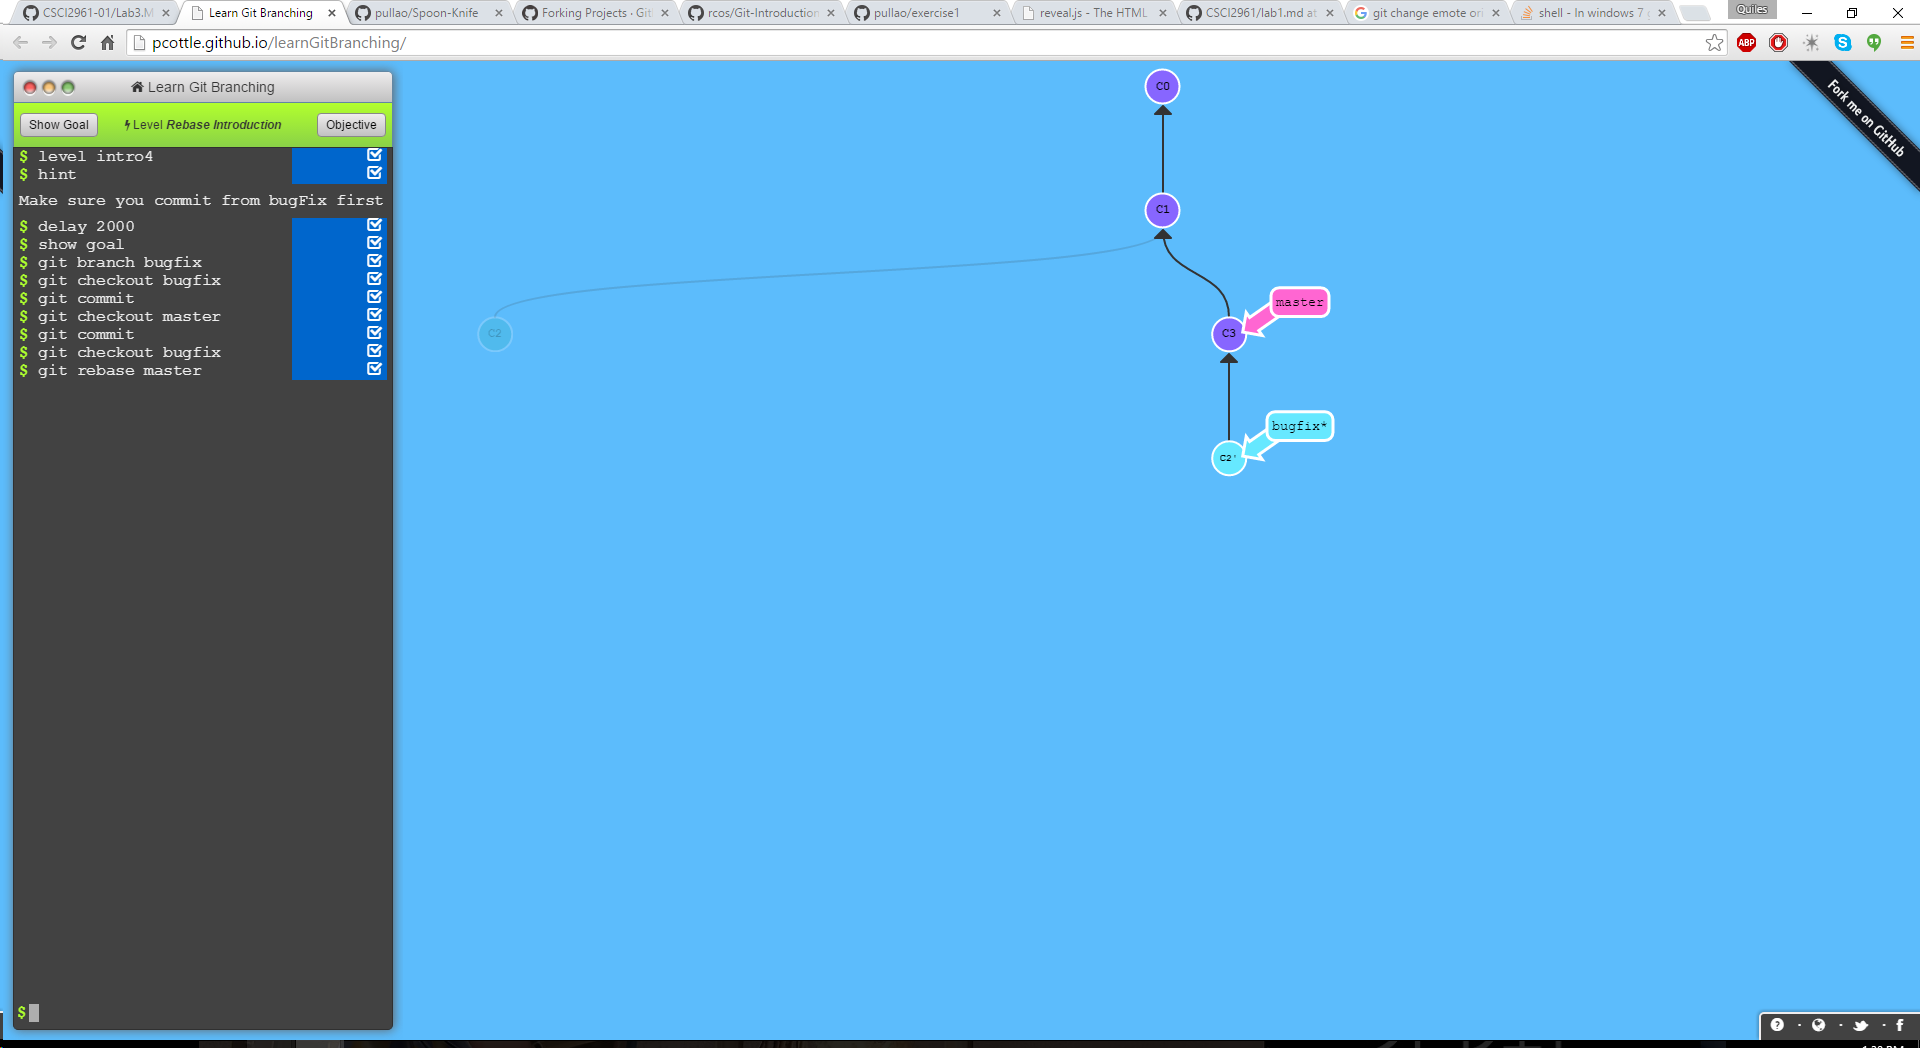 CSCI2961-01/Lab3.M
Learn Git Branching
pullao/Spoon-Knife
Forking Projects · Git
rcos/Git-Introduction
pullao/exercise1
reveal.js - The HTML
CSCI2961/lab1.md at
git change emote ori
shell - In windows 7
Quiles
pcottle.github.io/learnGitBranching/
ABP
Learn Git Branching
Show Goal
Level Rebase Introduction
Objective
$ level intro4
$ hint
Make sure you commit from bugFix first
$ delay 2000
$ show goal
$ git branch bugfix
$ git checkout bugfix
$ git commit
$ git checkout master
$ git commit
$ git checkout bugfix
$ git rebase master
$
C0
C1
C2
C3
master
C2'
bugfix*
Fork me on GitHub